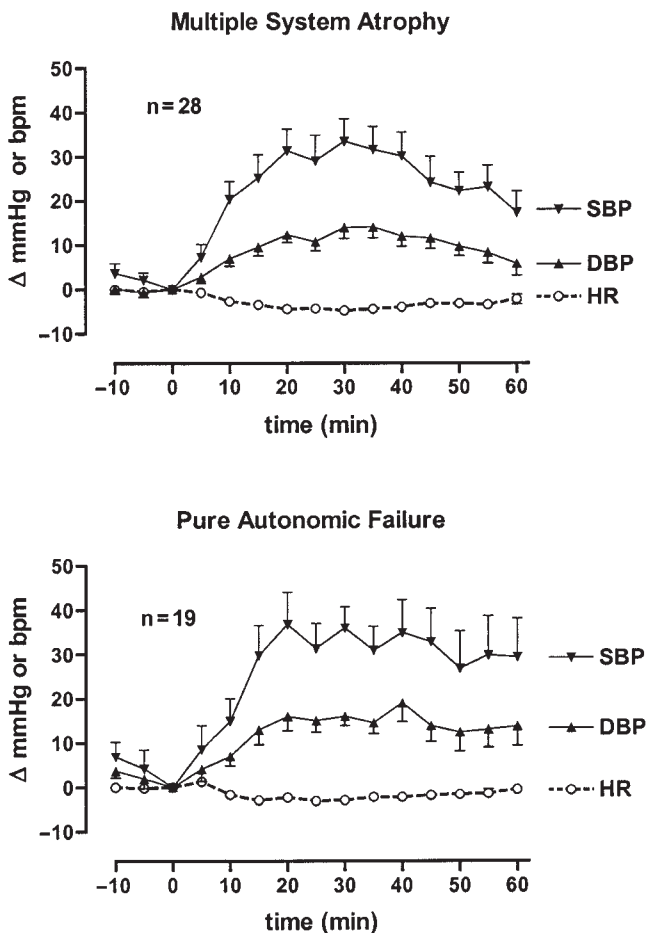 Multiple System Atrophy
Δ mmHg or bpm
50
40
30
20
10
0
−10
n=28
SBP
DBP
HR
−10 0 10 20 30 40 50 60
time (min)
Pure Autonomic Failure
Δ mmHg or bpm
50
40
30
20
10
0
−10
n=19
SBP
DBP
HR
−10 0 10 20 30 40 50 60
time (min)